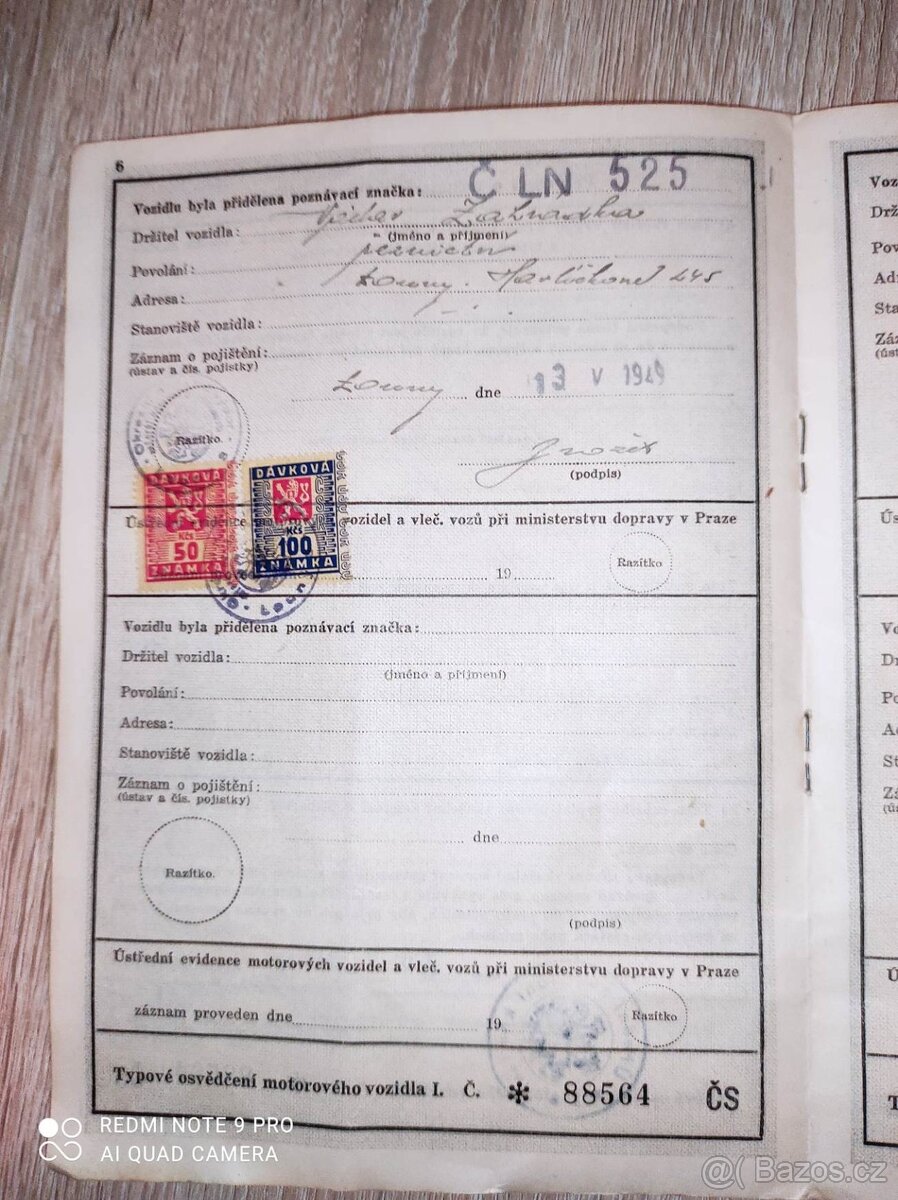 6
Vozidlu byla přidělena poznávací značka: Č LN 525
Držitel vozidla:
(jméno a příjmení)
Povolání:
Adresa: Louny. 245
Stanoviště vozidla:
Záznam o pojištění:
(ústav a čís. pojistky)
Louny dne 13 V 1949
Razítko.
(podpis)
DÁVKOVÁ
Kčs
50
ZNÁMKA
DÁVKOVÁ
Kčs
100
ZNÁMKA
vozidel a vleč. vozů při ministerstvu dopravy v Praze
19
Razítko
Vozidlu byla přidělena poznávací značka:
Držitel vozidla:
(jméno a příjmení)
Povolání:
Adresa:
Stanoviště vozidla:
Záznam o pojištění:
(ústav a čís. pojistky)
dne
Razítko.
(podpis)
Ústřední evidence motorových vozidel a vleč. vozů při ministerstvu dopravy v Praze
záznam proveden dne 19
Razítko
Typové osvědčení motorového vozidla I. Č. * 88564 ČS
REDMI NOTE 9 PRO
AI QUAD CAMERA
@( Bazos.cz